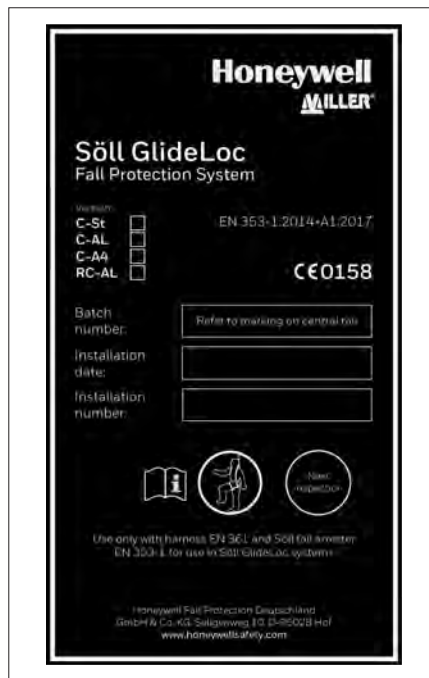 Honeywell
MILLER®
Söll GlideLoc
Fall Protection System
Version:
C-St
EN 353-1:2014+A1:2017
C-AL
C-A4
RC-AL
CE0158
Batch
number:
Refer to marking on central rail
Installation
date:
Installation
number:
i
Next
inspection
Use only with harness EN 361 and Söll fall arrester
EN 353-1 for use in Söll GlideLoc systems
Honeywell Fall Protection Deutschland
GmbH & Co. KG, Seligenweg 10, D-95028 Hof
www.honeywellsafety.com